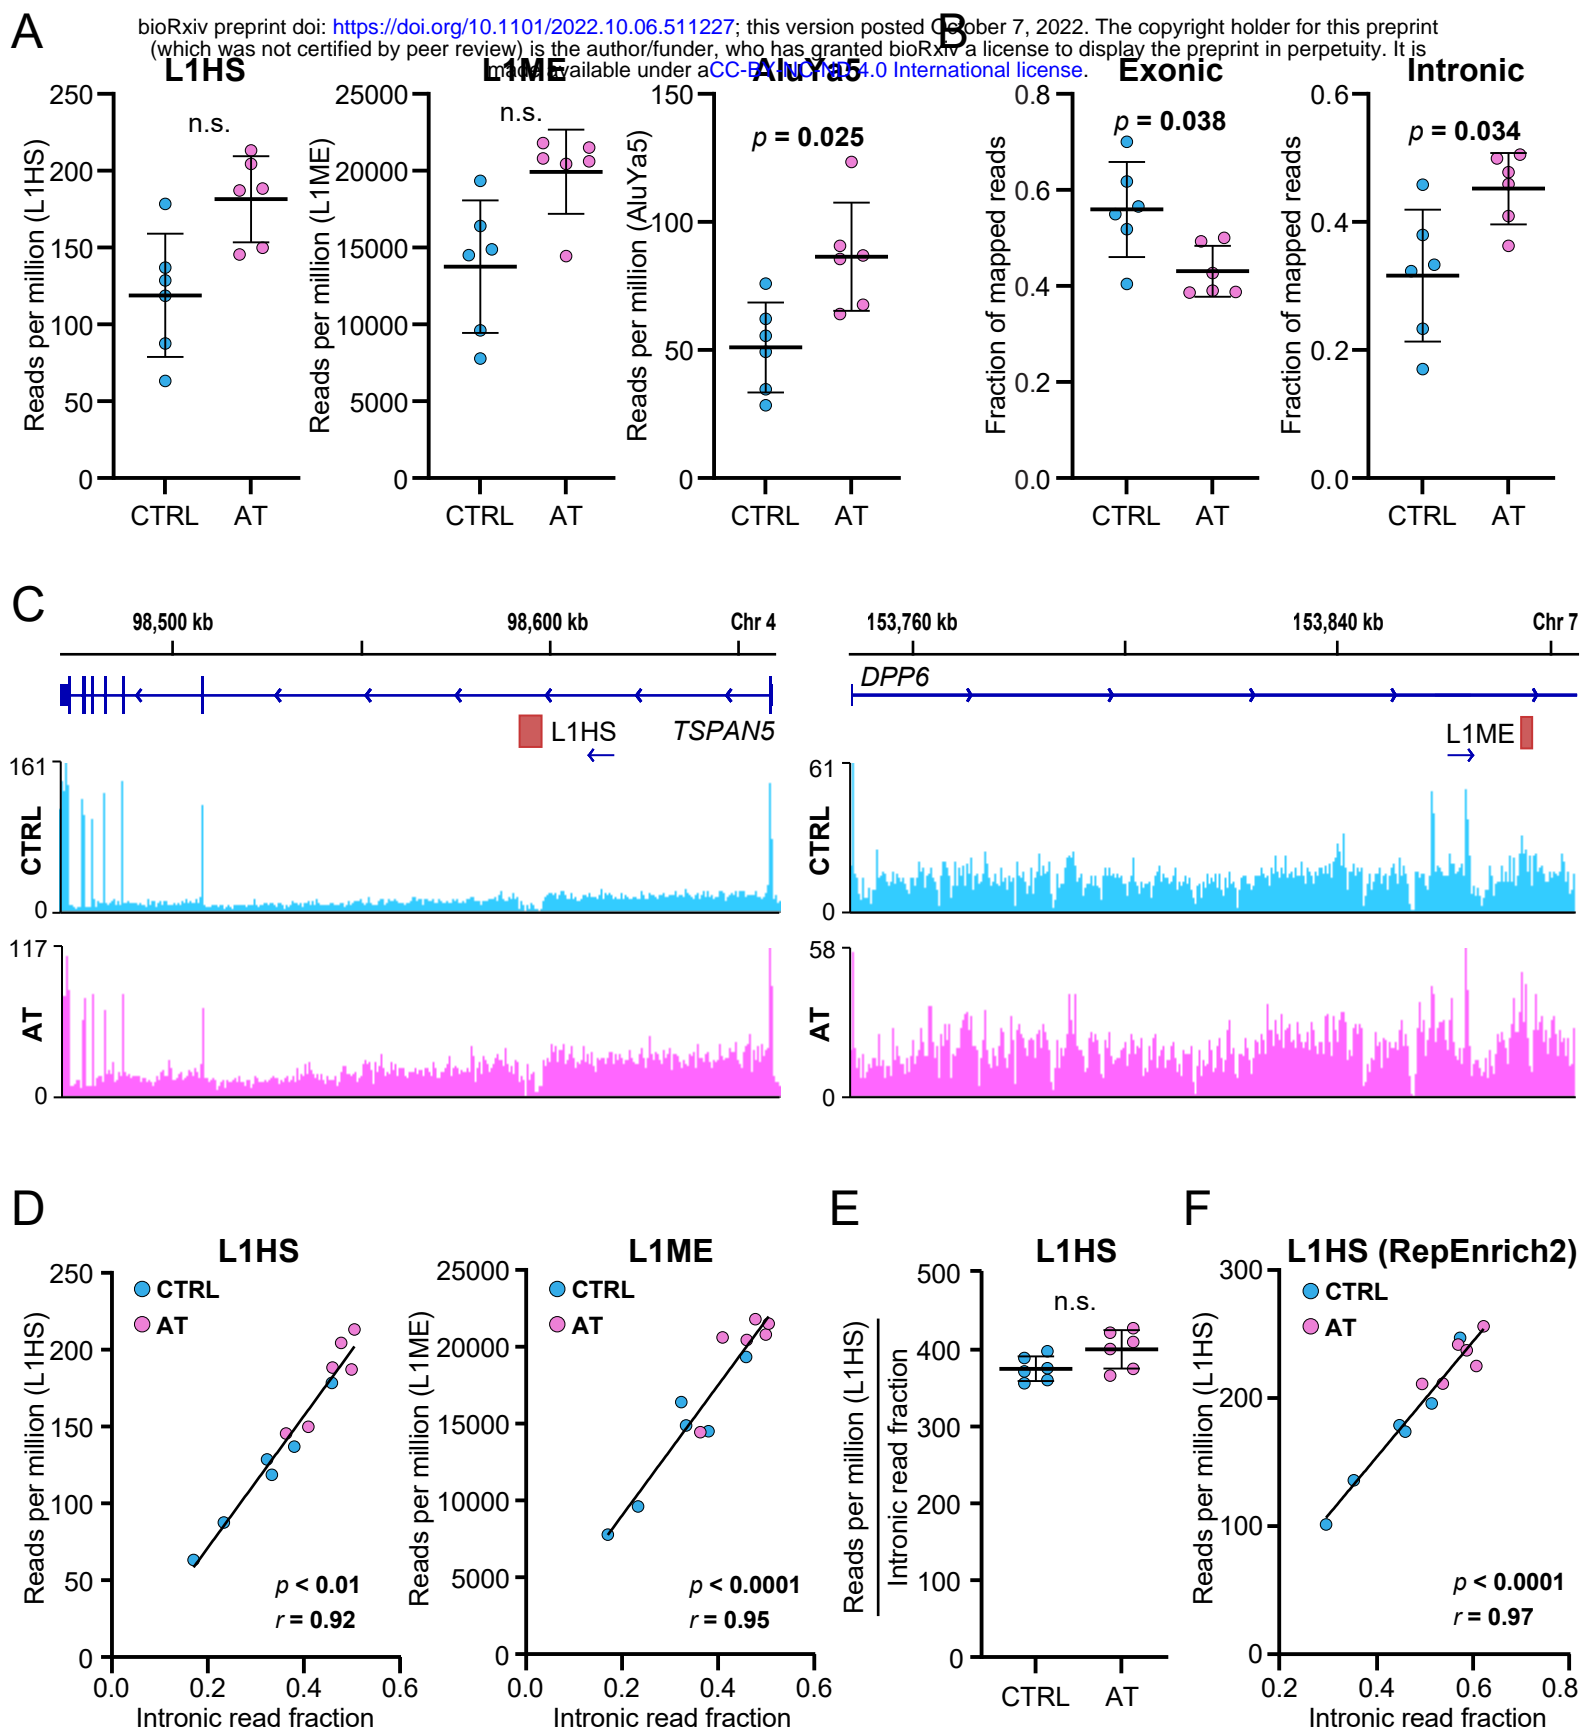 A
bioRxiv preprint doi: https://doi.org/10.1101/2022.10.06.511227; this version posted October 7, 2022. The copyright holder for this preprint
(which was not certified by peer review) is the author/funder, who has granted bioRxiv a license to display the preprint in perpetuity. It is
made available under aCC-BY-NC-ND 4.0 International license.
B
L1HS
L1ME
AluYa5
Exonic
Intronic
Reads per million (L1HS)
250
200
150
100
50
0
n.s.
CTRL
AT
Reads per million (L1ME)
25000
20000
15000
10000
5000
0
n.s.
CTRL
AT
Reads per million (AluYa5)
150
100
50
0
p = 0.025
CTRL
AT
Fraction of mapped reads
0.8
0.6
0.4
0.2
0.0
p = 0.038
CTRL
AT
Fraction of mapped reads
0.6
0.4
0.2
0.0
p = 0.034
CTRL
AT
C
98,500 kb
98,600 kb
Chr 4
L1HS
TSPAN5
161
0
CTRL
117
0
AT
153,760 kb
153,840 kb
Chr 7
DPP6
L1ME
61
0
CTRL
58
0
AT
D
L1HS
Reads per million (L1HS)
250
200
150
100
50
0
CTRL
AT
p < 0.01
r = 0.92
0.0
0.2
0.4
0.6
Intronic read fraction
L1ME
Reads per million (L1ME)
25000
20000
15000
10000
5000
0
CTRL
AT
p < 0.0001
r = 0.95
0.0
0.2
0.4
0.6
Intronic read fraction
E
L1HS
Reads per million (L1HS)
Intronic read fraction
500
400
300
200
100
0
n.s.
CTRL
AT
F
L1HS (RepEnrich2)
Reads per million (L1HS)
300
200
100
0
CTRL
AT
p < 0.0001
r = 0.97
0.2
0.4
0.6
0.8
Intronic read fraction